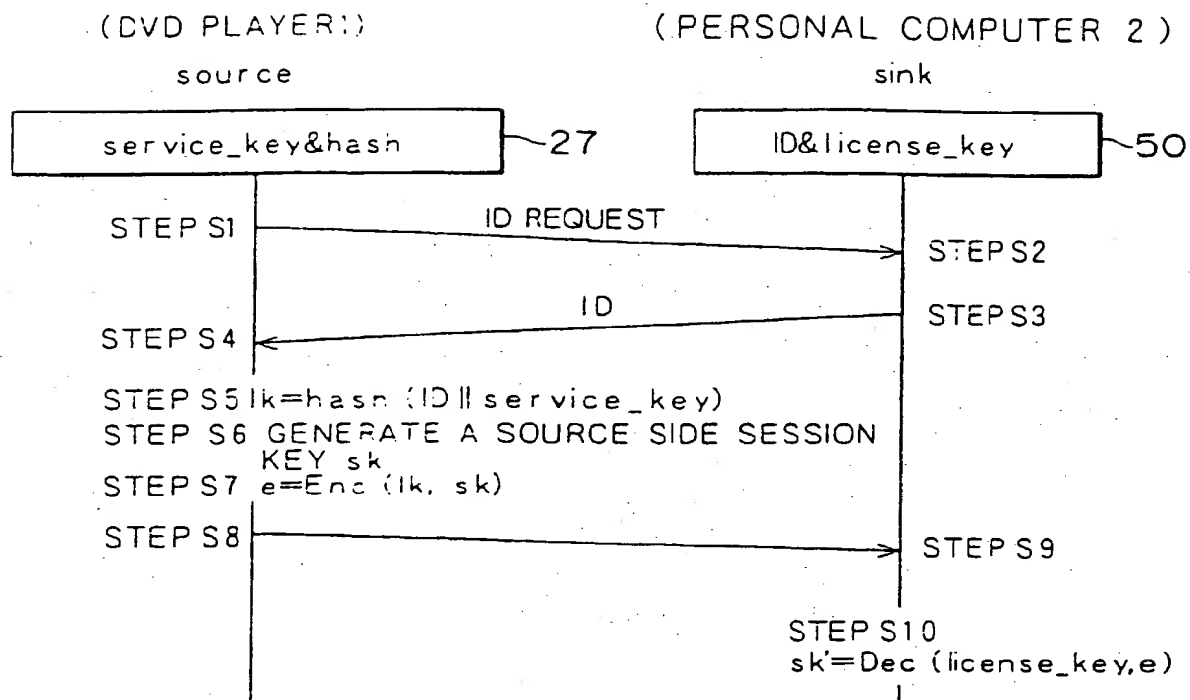 (DVD PLAYER1)
(PERSONAL COMPUTER 2)
source
sink
service_key&hash
27
ID&license_key
50
STEP S1
ID REQUEST
STEP S2
ID
STEP S3
STEP S4
STEP S5 lk=hash (ID || service_key)
STEP S6 GENERATE A SOURCE SIDE SESSION
KEY sk
STEP S7 e=Enc (lk, sk)
STEP S8
STEP S9
STEP S10
sk'=Dec (license_key,e)